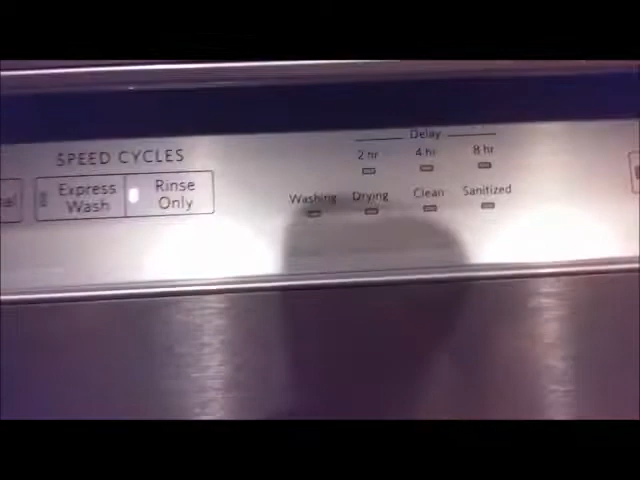 SPEED CYCLES
Express Wash
Rinse Only
Delay
2 hr 4 hr 8 hr
Washing Drying Clean Sanitized